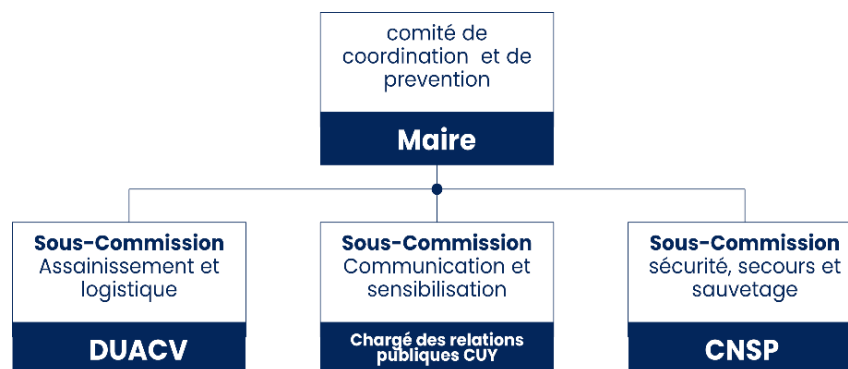 comité de
coordination et de
prevention
Maire
Sous-Commission
Assainissement et
logistique
DUACV
Sous-Commission
Communication et
sensibilisation
Chargé des relations
publiques CUY
Sous-Commission
sécurité, secours et
sauvetage
CNSP